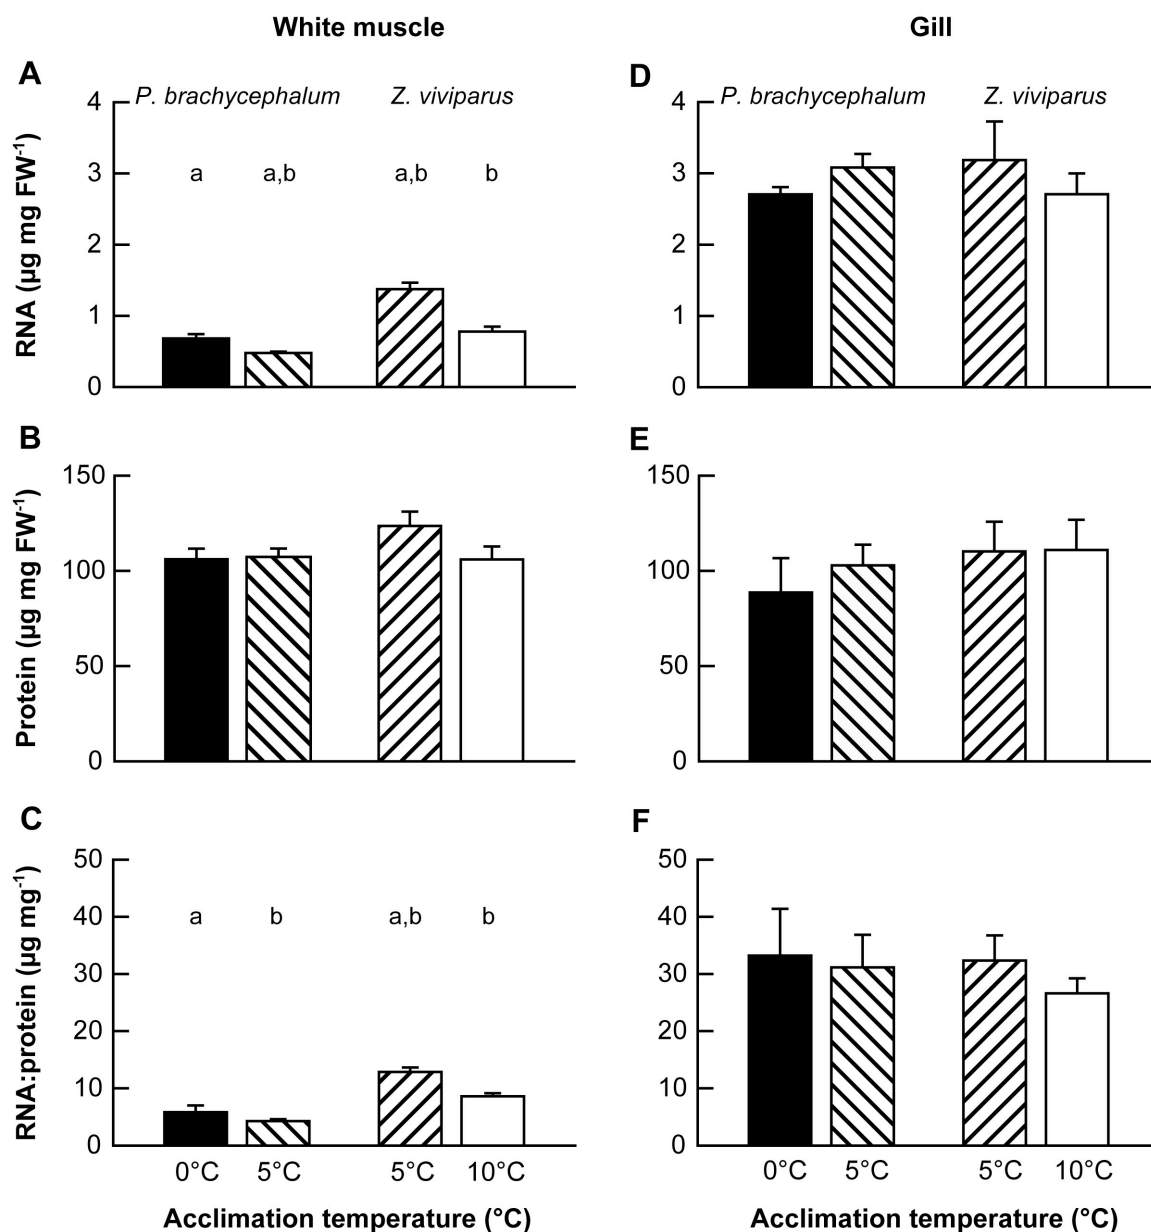 White muscle Gill
A D
P. brachycephalum Z. viviparus P. brachycephalum Z. viviparus
RNA (µg mg FW⁻¹)
4
3
2
1
0
a a,b a,b b
4
3
2
1
0
B E
Protein (µg mg FW⁻¹)
150
100
50
0
150
100
50
0
C F
RNA:protein (µg mg⁻¹)
50
40
30
20
10
0
a b a,b b
50
40
30
20
10
0
0°C 5°C 5°C 10°C 0°C 5°C 5°C 10°C
Acclimation temperature (°C) Acclimation temperature (°C)